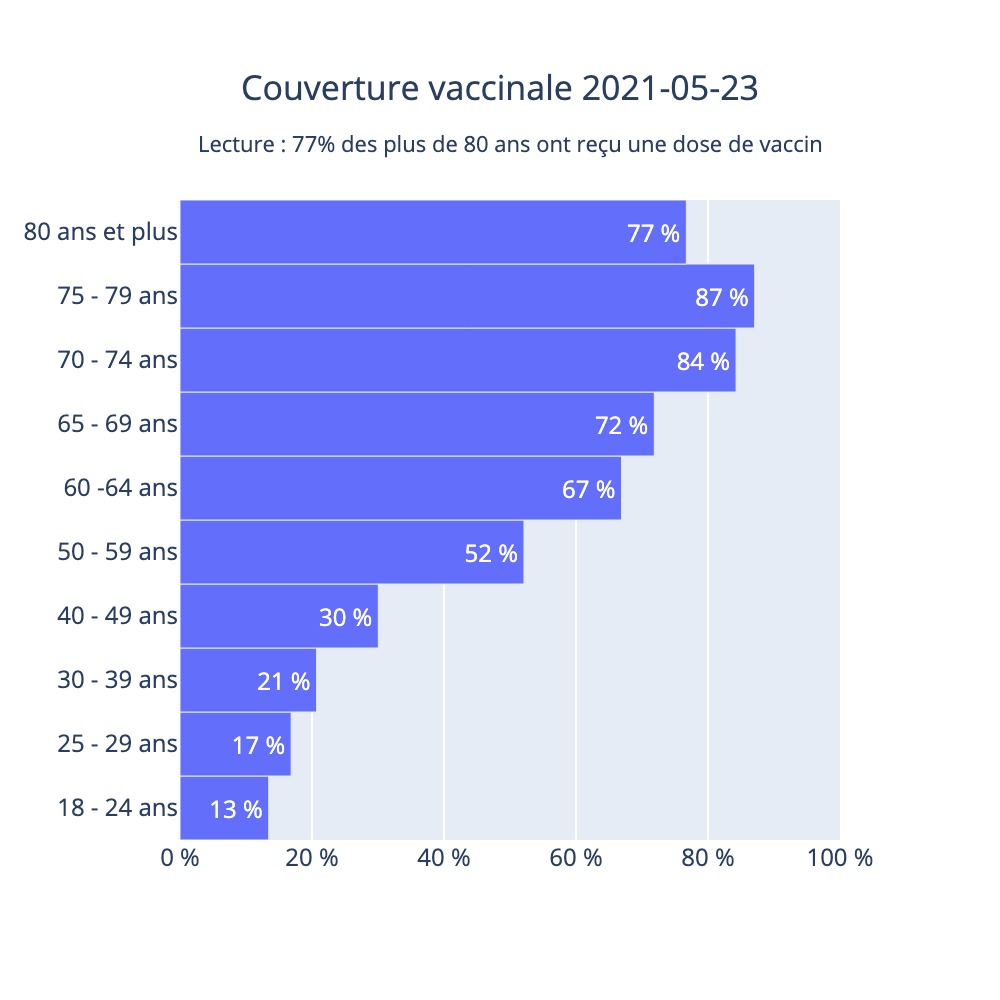 Couverture vaccinale 2021-05-23
Lecture : 77% des plus de 80 ans ont reçu une dose de vaccin
80 ans et plus 77 %
75 - 79 ans 87 %
70 - 74 ans 84 %
65 - 69 ans 72 %
60 -64 ans 67 %
50 - 59 ans 52 %
40 - 49 ans 30 %
30 - 39 ans 21 %
25 - 29 ans 17 %
18 - 24 ans 13 %
0 % 20 % 40 % 60 % 80 % 100 %